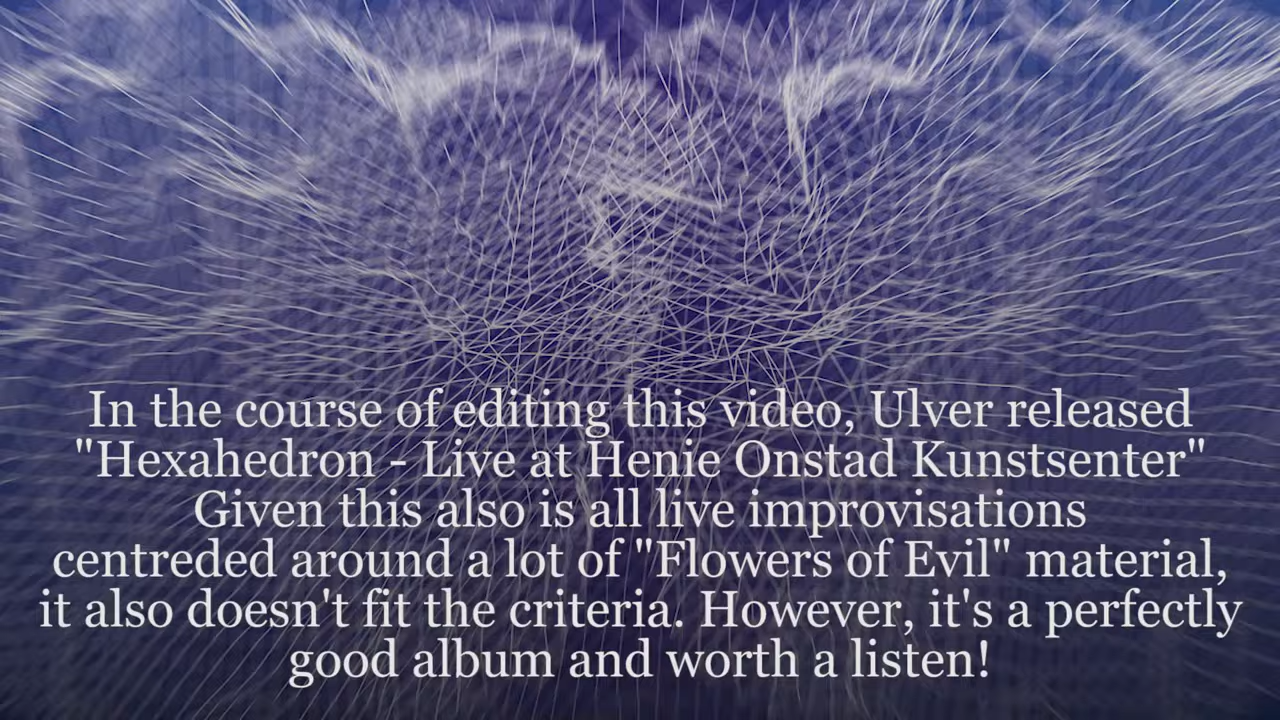 In the course of editing this video, Ulver released
"Hexahedron - Live at Henie Onstad Kunstsenter"
Given this also is all live improvisations
centreded around a lot of "Flowers of Evil" material,
it also doesn't fit the criteria. However, it's a perfectly
good album and worth a listen!